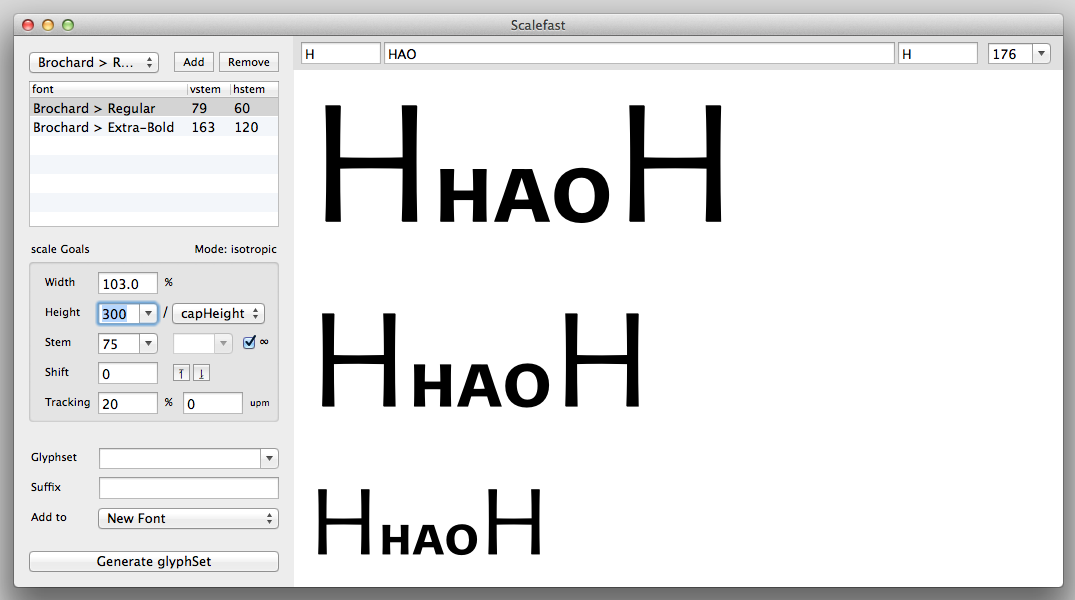 Scalefast
Brochard > R... Add Remove H HAO H 176
font vstem hstem
Brochard > Regular 79 60
Brochard > Extra-Bold 163 120
HHAOH
scale Goals Mode: isotropic
Width 103.0 %
Height 300 / capHeight
Stem 75 ∞
HHAOH
Shift 0
Tracking 20 % 0 upm
Glyphset
Suffix
Add to New Font
HHAOH
Generate glyphSet